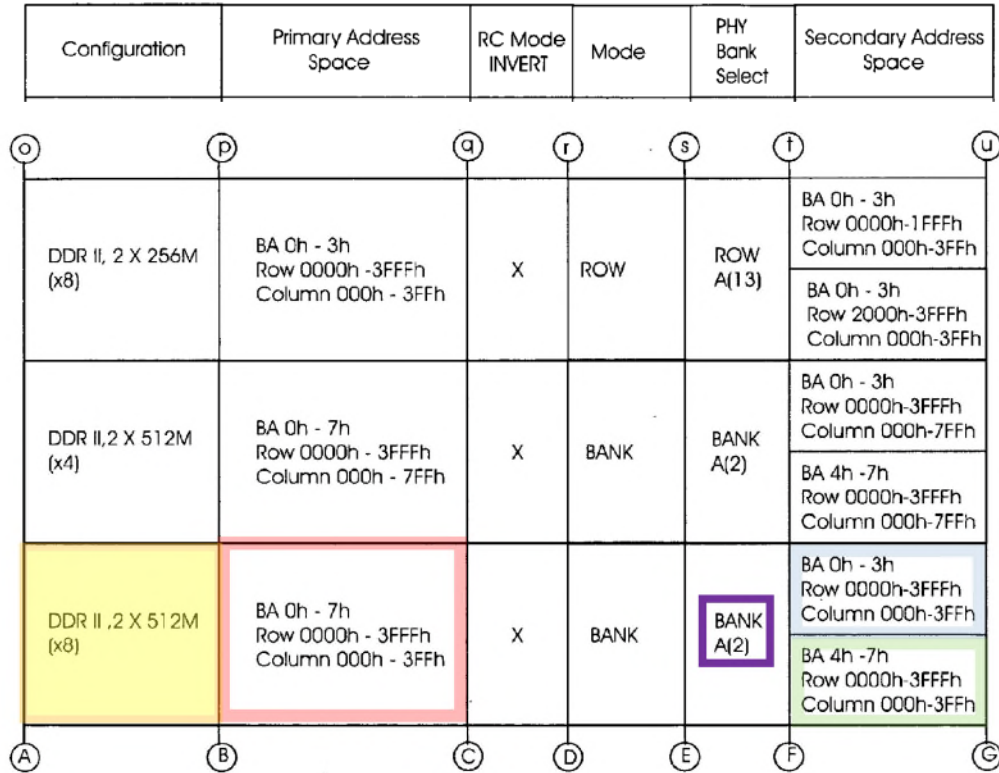 Configuration
Primary Address
Space
RC Mode
INVERT
Mode
PHY
Bank
Select
Secondary Address
Space
o
p
q
r
s
t
u
DDR II, 2 X 256M
(x8)
BA 0h - 3h
Row 0000h -3FFFh
Column 000h - 3FFh
X
ROW
ROW
A(13)
BA 0h - 3h
Row 0000h-1FFFh
Column 000h-3FFh
BA 0h - 3h
Row 2000h-3FFFh
Column 000h-3FFh
DDR II,2 X 512M
(x4)
BA 0h - 7h
Row 0000h - 3FFFh
Column 000h - 7FFh
X
BANK
BANK
A(2)
BA 0h - 3h
Row 0000h-3FFFh
Column 000h-7FFh
BA 4h -7h
Row 0000h-3FFFh
Column 000h-7FFh
DDR II ,2 X 512M
(x8)
BA 0h - 7h
Row 0000h - 3FFFh
Column 000h - 3FFh
X
BANK
BANK
A(2)
BA 0h - 3h
Row 0000h-3FFFh
Column 000h-3FFh
BA 4h -7h
Row 0000h-3FFFh
Column 000h-3FFh
A
B
C
D
E
F
G